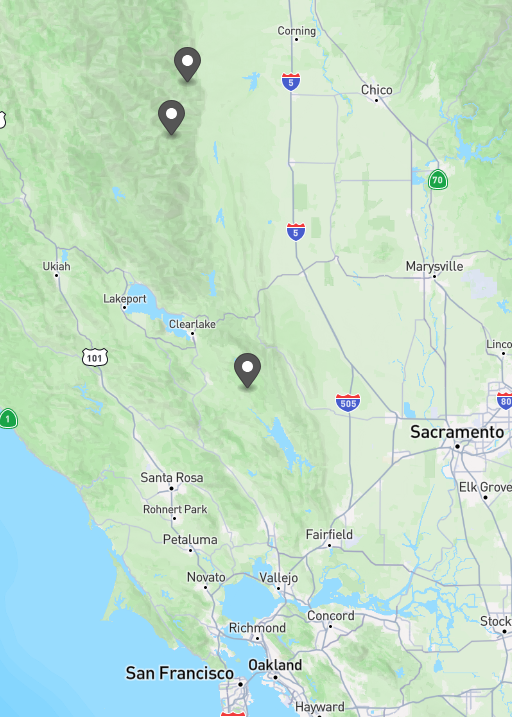 Corning
5
Chico
70
5
Ukiah
Marysville
Lakeport
Clearlake
Linco
101
505
80
1
Sacramento
Santa Rosa
Elk Grove
Rohnert Park
Petaluma
Fairfield
Novato
Vallejo
Concord
Stock
Richmond
San Francisco
Oakland
Hayward